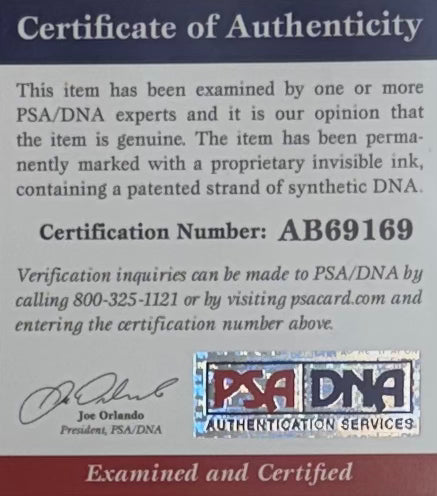 Certificate of Authenticity
This item has been examined by one or more
PSA/DNA experts and it is our opinion that
the item is genuine. The item has been perma-
nently marked with a proprietary invisible ink,
containing a patented strand of synthetic DNA.
Certification Number: AB69169
Verification inquiries can be made to PSA/DNA by
calling 800-325-1121 or by visiting psacard.com and
entering the certification number above.
Joe Orlando
President, PSA/DNA
PSA DNA
AUTHENTICATION SERVICES
Examined and Certified